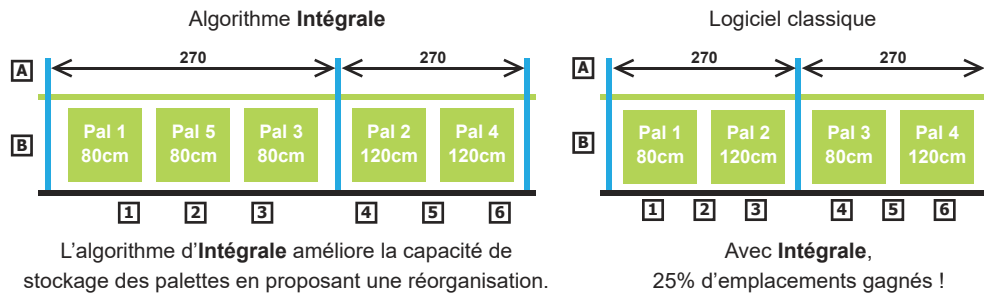 Algorithme Intégrale
270 270
A
Pal 1 Pal 5 Pal 3 Pal 2 Pal 4
80cm 80cm 80cm 120cm 120cm
B
1 2 3 4 5 6
L'algorithme d'Intégrale améliore la capacité de
stockage des palettes en proposant une réorganisation.
Logiciel classique
270 270
A
Pal 1 Pal 2 Pal 3 Pal 4
80cm 120cm 80cm 120cm
B
1 2 3 4 5 6
Avec Intégrale,
25% d'emplacements gagnés !